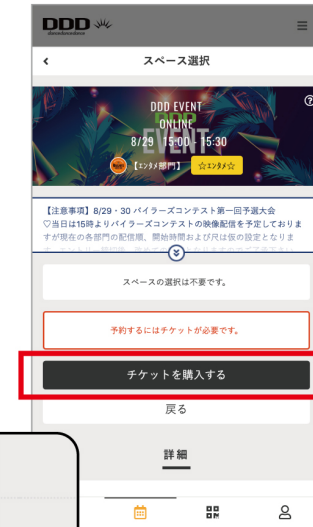 DDD
dancedancedance
スペース選択
DDD EVENT
ONLINE
8/29 15:00 - 15:30
【エンタメ部門】 ☆エンタメ☆
【注意事項】8/29・30 バイラーズコンテスト第一回予選大会
♡当日は15時よりバイラーズコンテストの映像配信を予定しておりま
すが現在の各部門の配信順、開始時間および尺は仮の設定となりま
スペースの選択は不要です。
予約するにはチケットが必要です。
チケットを購入する
戻る
詳細